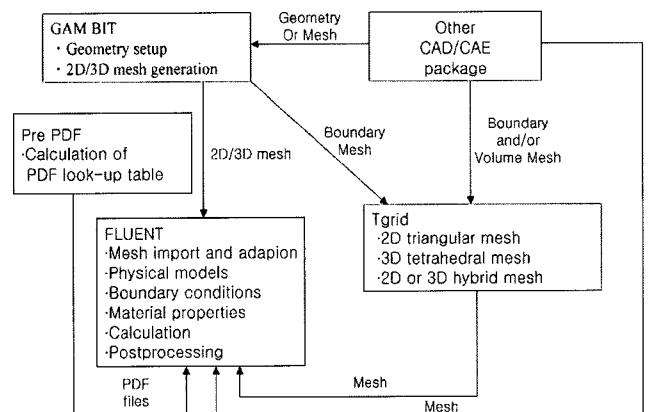 GAM BIT
· Geometry setup
· 2D/3D mesh generation
Geometry
Or Mesh
Other
CAD/CAE
package
Pre PDF
·Calculation of
PDF look-up table
2D/3D mesh
Boundary
Mesh
Boundary
and/or
Volume Mesh
FLUENT
·Mesh import and adapion
·Physical models
·Boundary conditions
·Material properties
·Calculation
·Postprocessing
Tgrid
·2D triangular mesh
·3D tetrahedral mesh
·2D or 3D hybrid mesh
PDF
files
Mesh
Mesh